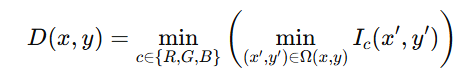 D(x, y) = min_{c∈{R,G,B}} ( min_{(x′,y′)∈Ω(x,y)} I_c(x′, y′) )